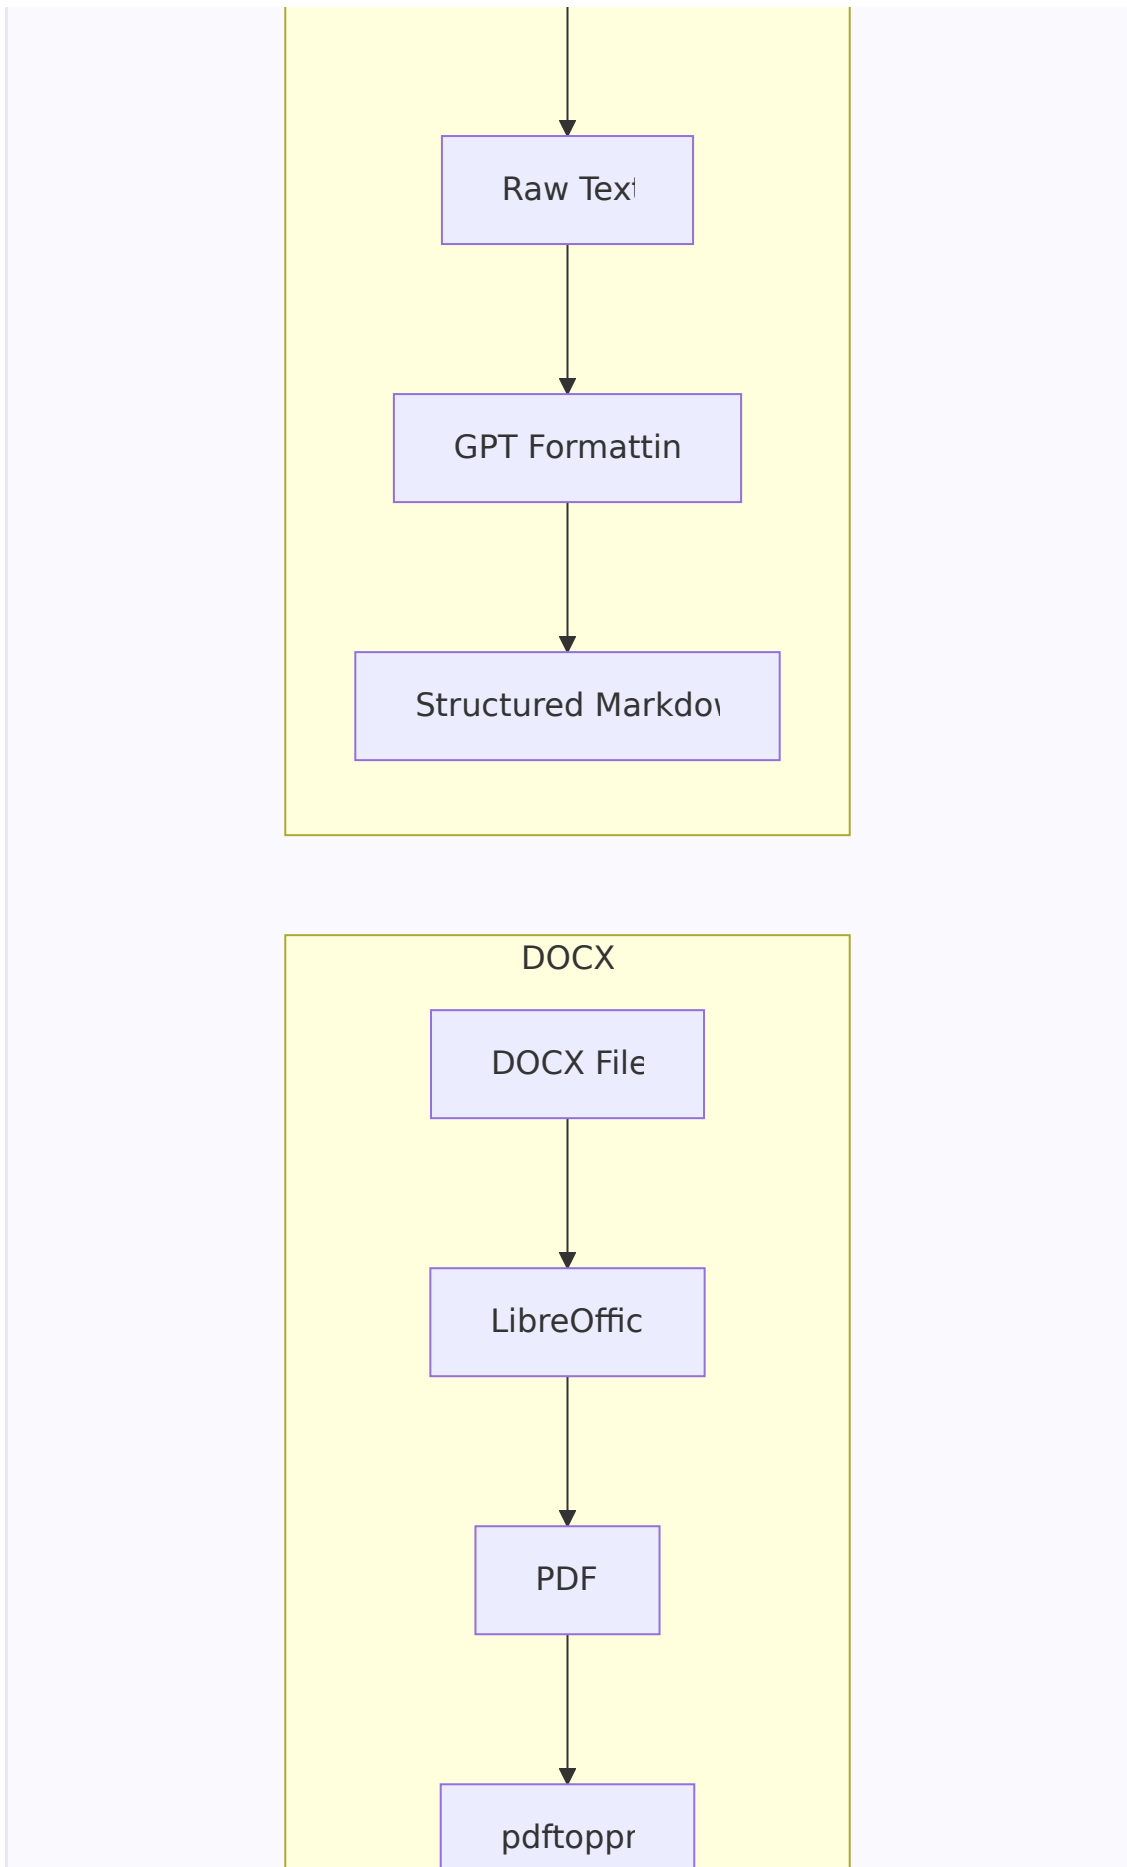 Raw Text
GPT Formattin
Structured Markdov
DOCX
DOCX File
LibreOffic
PDF
pdftoppr